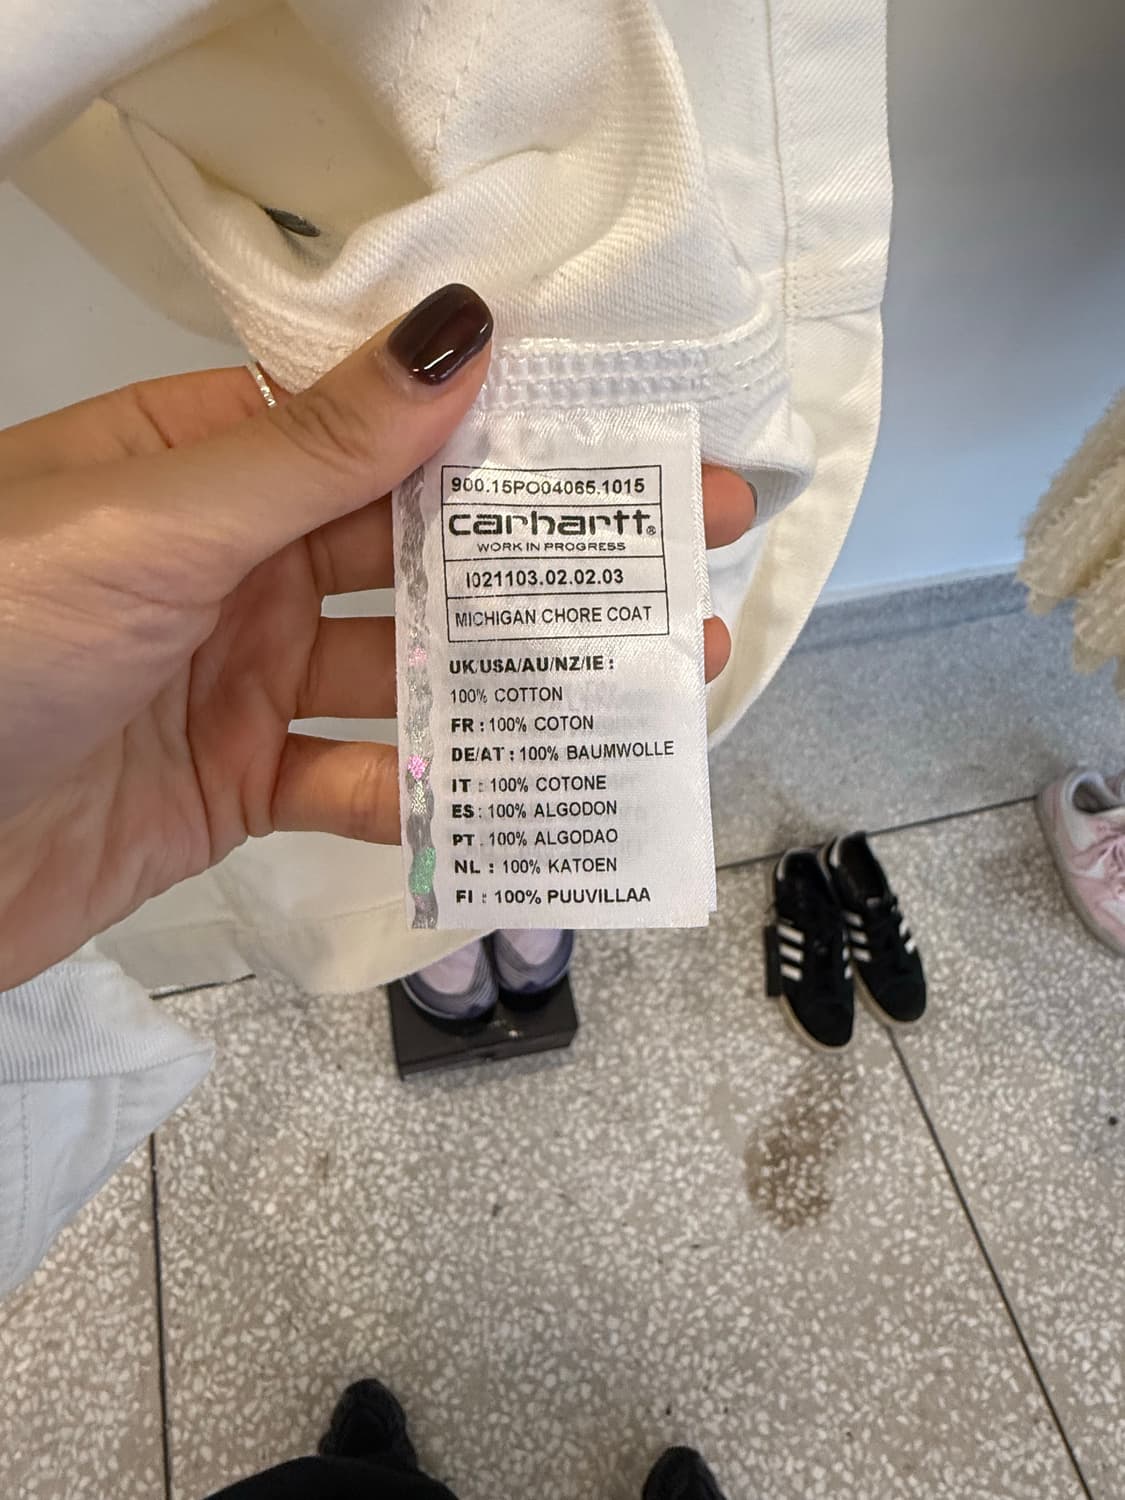 900.15PO04065.1015
carhartt®
WORK IN PROGRESS
I021103.02.02.03
MICHIGAN CHORE COAT
UK/USA/AU/NZ/IE :
100% COTTON
FR : 100% COTON
DE/AT : 100% BAUMWOLLE
IT : 100% COTONE
ES : 100% ALGODON
PT : 100% ALGODAO
NL : 100% KATOEN
FI : 100% PUUVILLAA